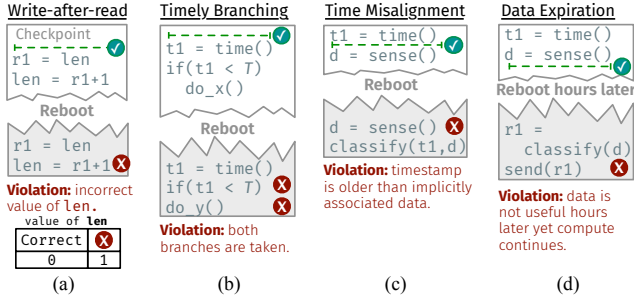 Write-after-read
Checkpoint
r1 = len
len = r1+1
Reboot
r1 = len
len = r1+1
Violation: incorrect
value of len.
value of len
Correct
0 1
(a)
Timely Branching
t1 = time()
if(t1 < T)
do_x()
Reboot
t1 = time()
if(t1 < T)
do_y()
Violation: both
branches are taken.
(b)
Time Misalignment
t1 = time()
d = sense()
Reboot
d = sense()
classify(t1,d)
Violation: timestamp
is older than implicitly
associated data.
(c)
Data Expiration
t1 = time()
d = sense()
Reboot hours later
r1 =
classify(d)
send(r1)
Violation: data is
not useful hours
later yet compute
continues.
(d)